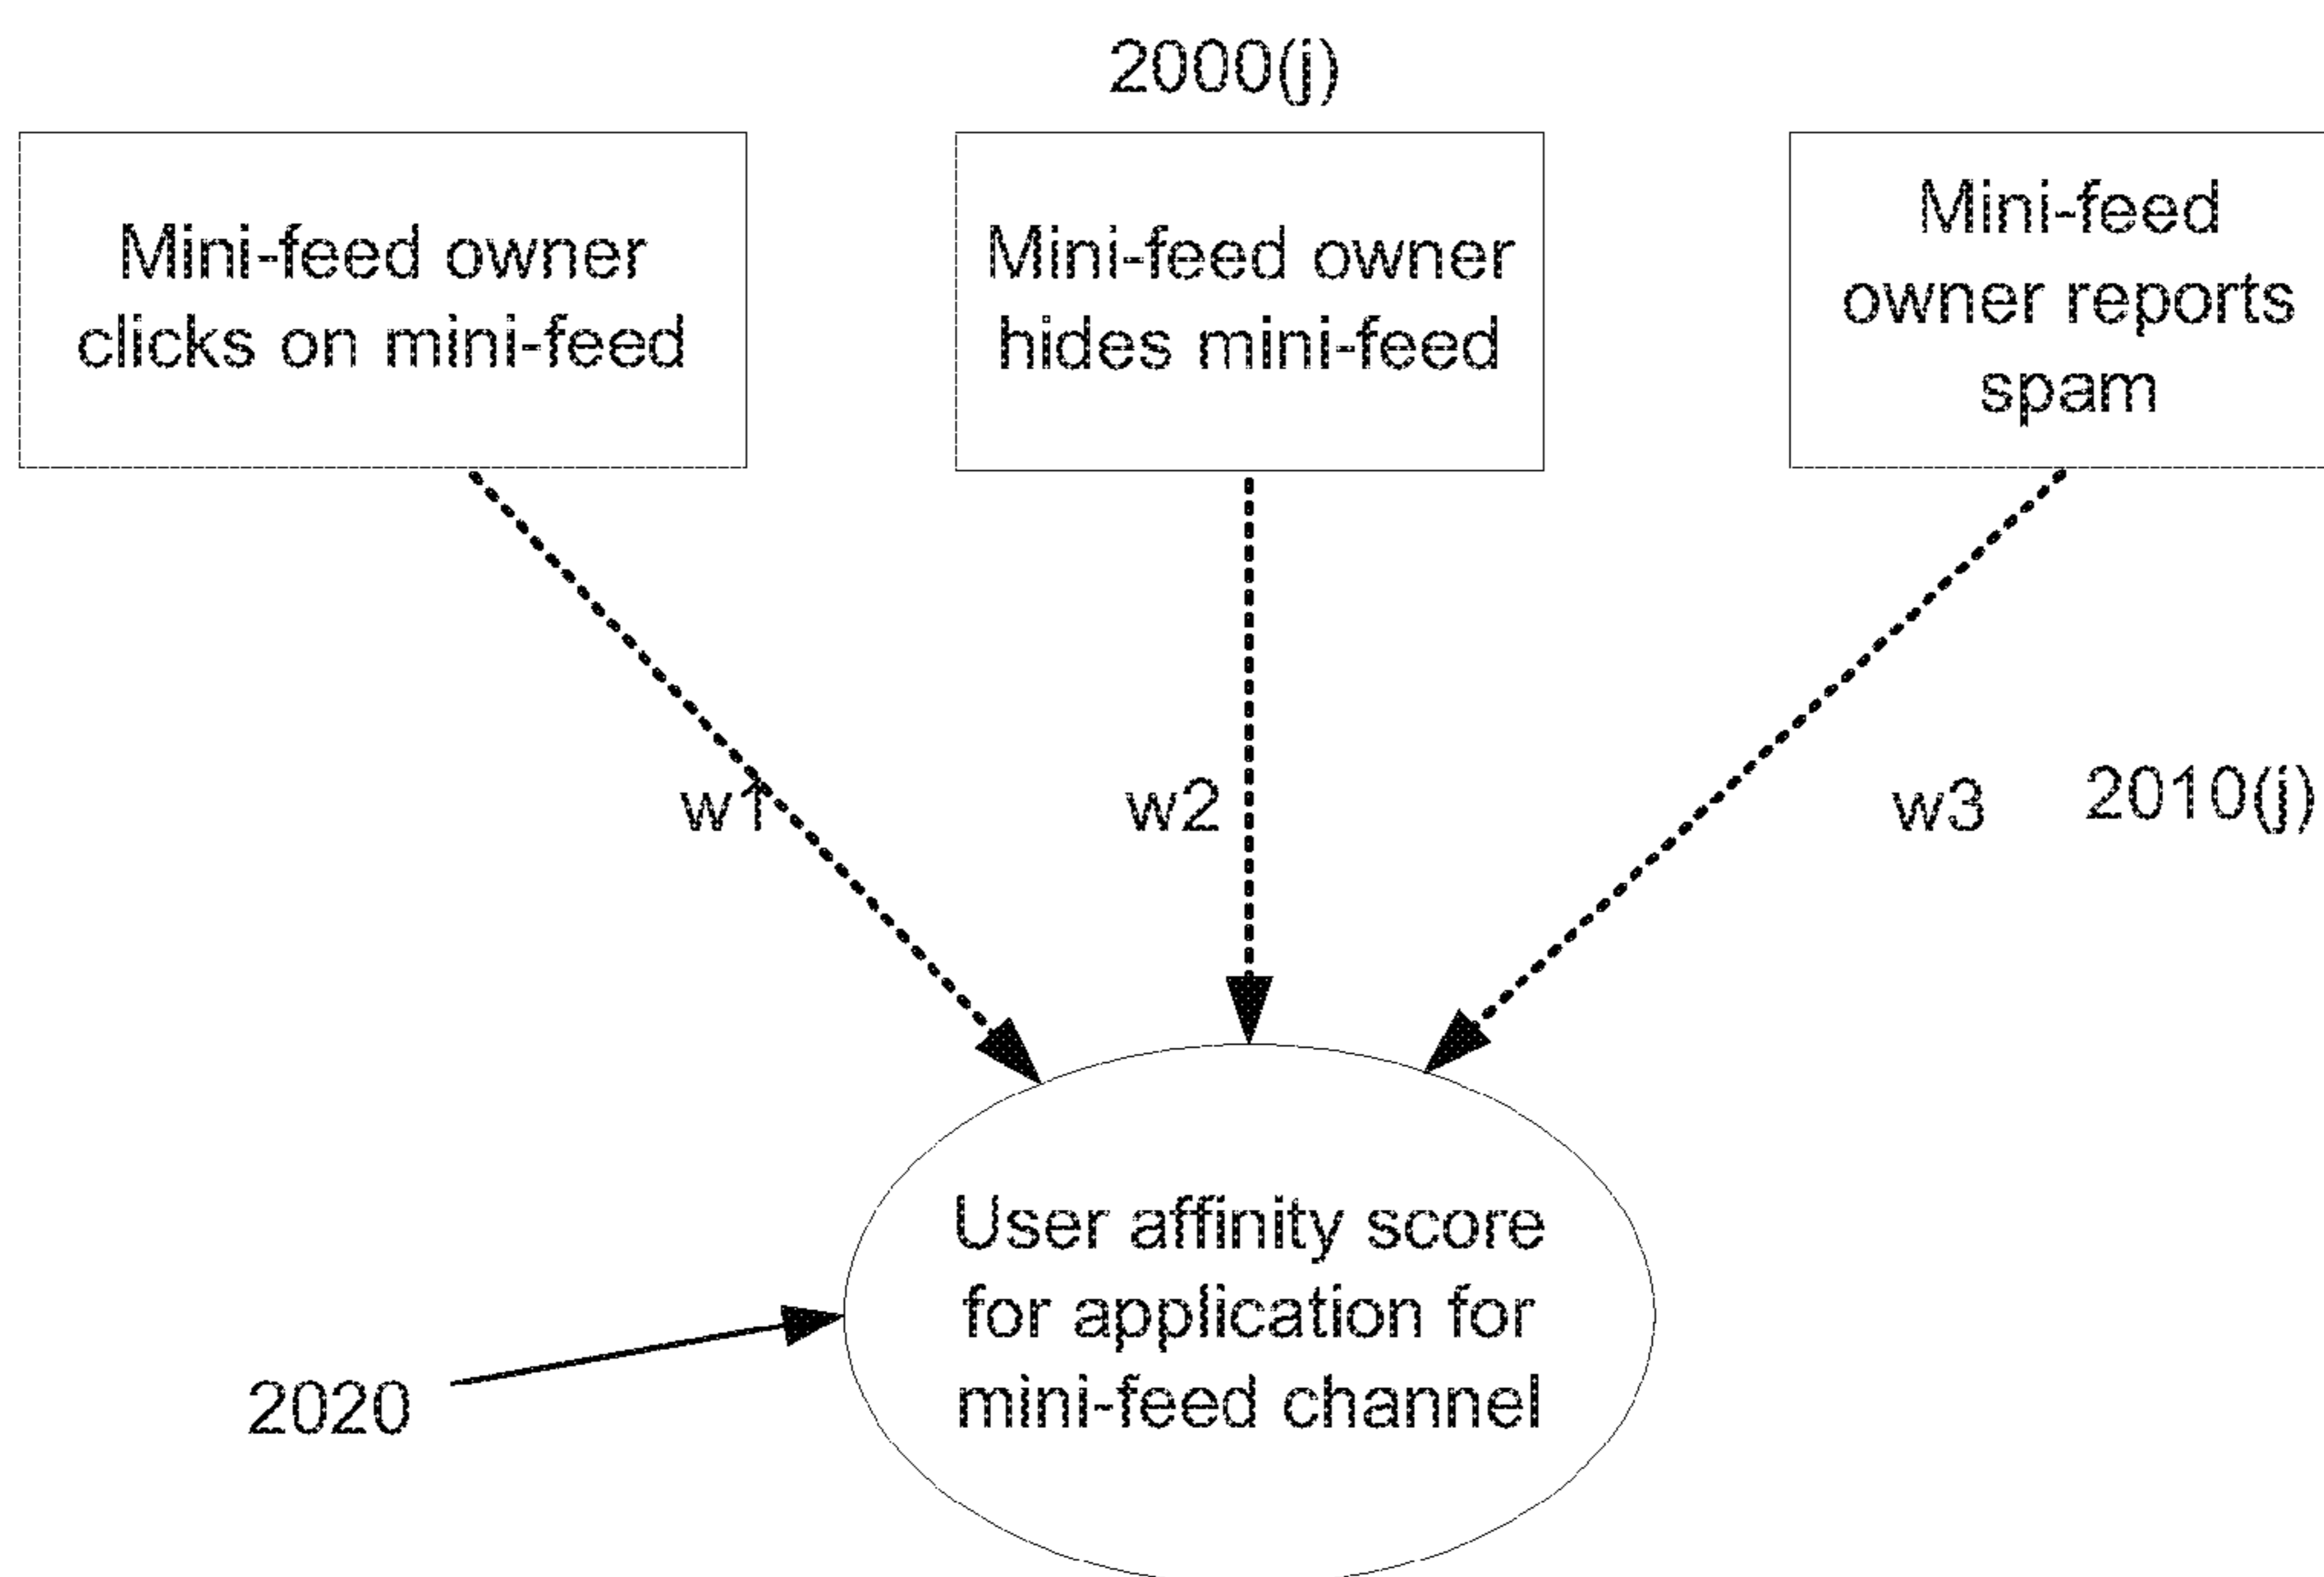 2000(j)
Mini-feed owner
clicks on mini-feed
Mini-feed owner
hides mini-feed
Mini-feed
owner reports
spam
w1
w2
w3
2010(j)
User affinity score
for application for
mini-feed channel
2020